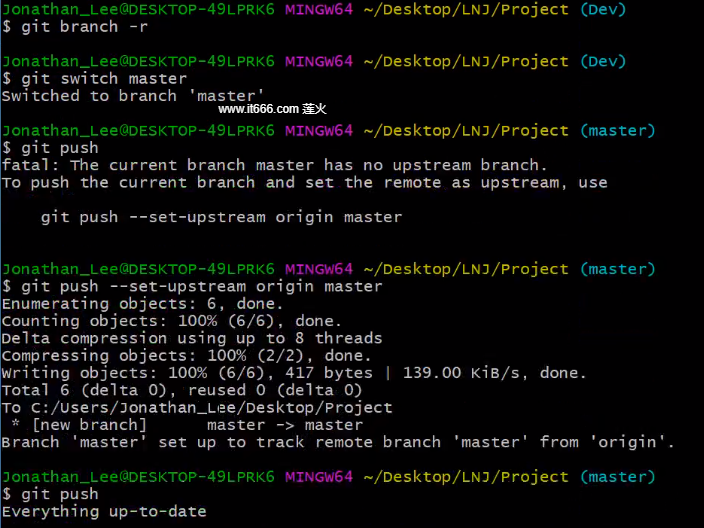 Jonathan_Lee@DESKTOP-49LPRK6 MINGW64 ~/Desktop/LNJ/Project (Dev)
$ git branch -r
Jonathan_Lee@DESKTOP-49LPRK6 MINGW64 ~/Desktop/LNJ/Project (Dev)
$ git switch master
Switched to branch 'master'
www.it666.com 莲火
Jonathan_Lee@DESKTOP-49LPRK6 MINGW64 ~/Desktop/LNJ/Project (master)
$ git push
fatal: The current branch master has no upstream branch.
To push the current branch and set the remote as upstream, use
git push --set-upstream origin master
Jonathan_Lee@DESKTOP-49LPRK6 MINGW64 ~/Desktop/LNJ/Project (master)
$ git push --set-upstream origin master
Enumerating objects: 6, done.
Counting objects: 100% (6/6), done.
Delta compression using up to 8 threads
Compressing objects: 100% (2/2), done.
Writing objects: 100% (6/6), 417 bytes | 139.00 KiB/s, done.
Total 6 (delta 0), reused 0 (delta 0)
To C:/Users/Jonathan_Lee/Desktop/Project
* [new branch] master -> master
Branch 'master' set up to track remote branch 'master' from 'origin'.
Jonathan_Lee@DESKTOP-49LPRK6 MINGW64 ~/Desktop/LNJ/Project (master)
$ git push
Everything up-to-date